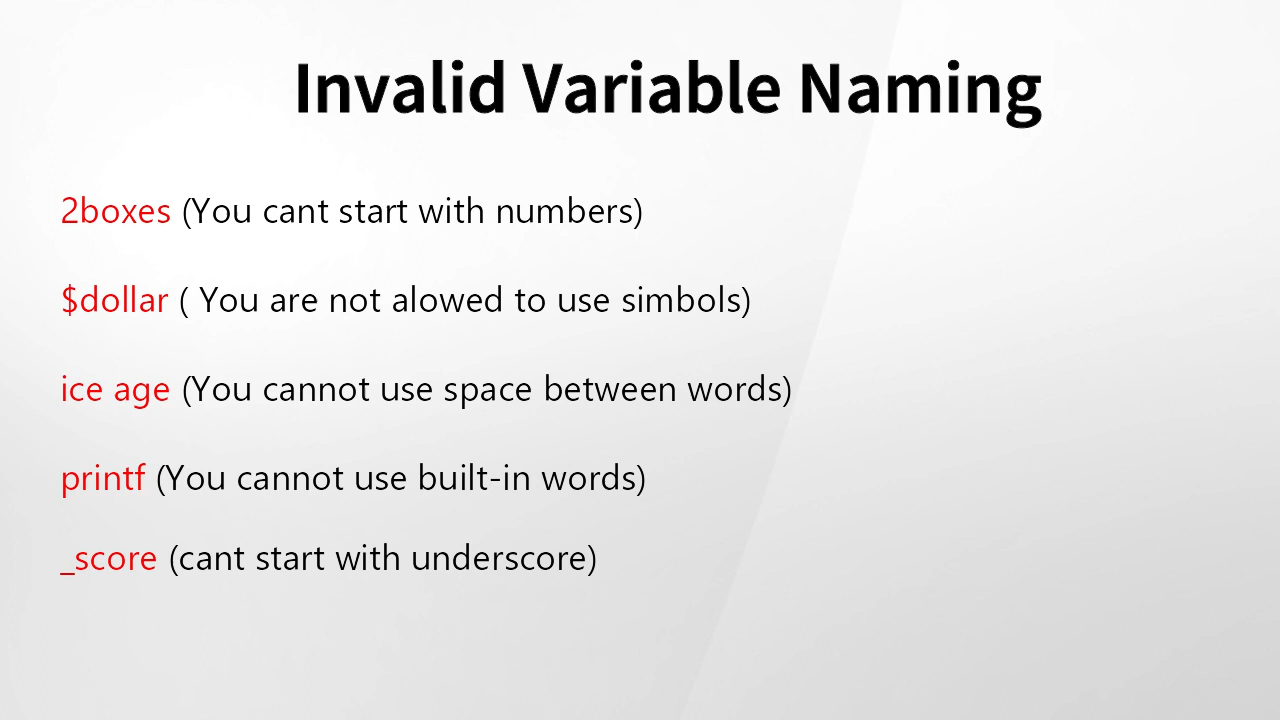 Invalid Variable Naming
2boxes (You cant start with numbers)
$dollar ( You are not alowed to use simbols)
ice age (You cannot use space between words)
printf (You cannot use built-in words)
_score (cant start with underscore)